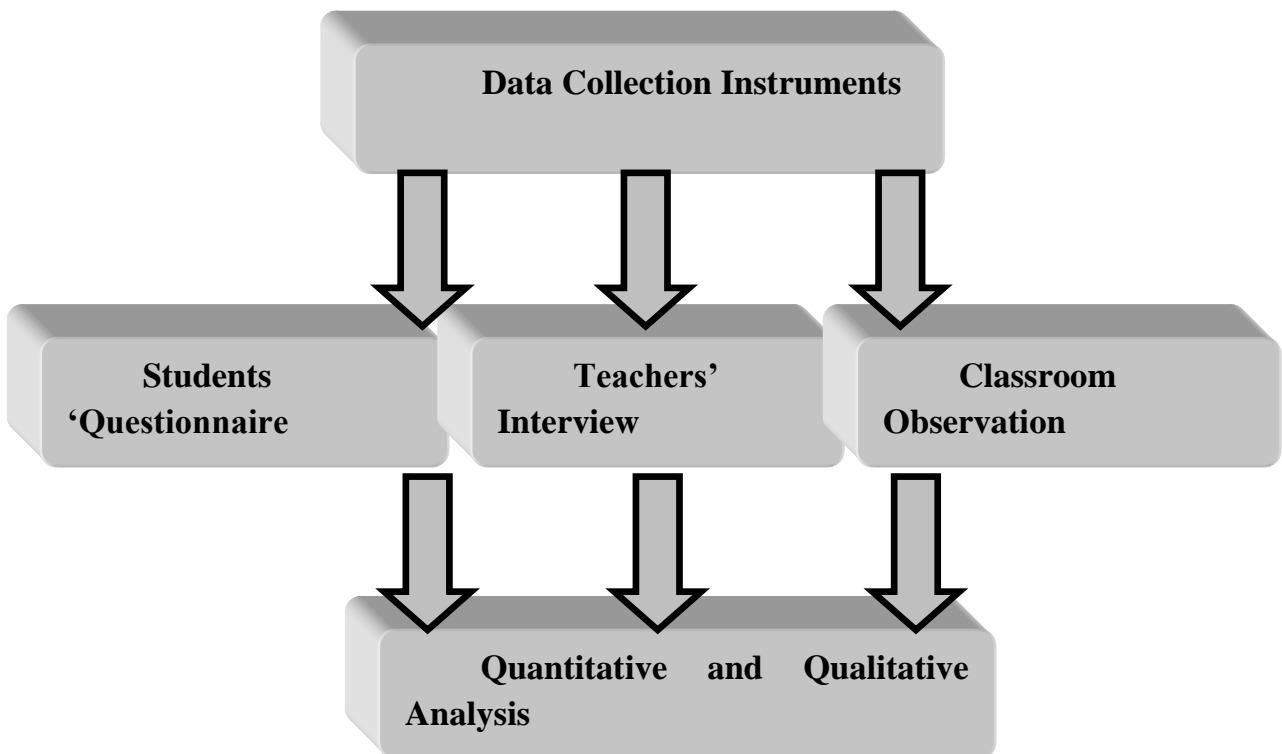 Data Collection Instruments
Students
‘Questionnaire
Teachers’
Interview
Classroom
Observation
Quantitative and Qualitative
Analysis